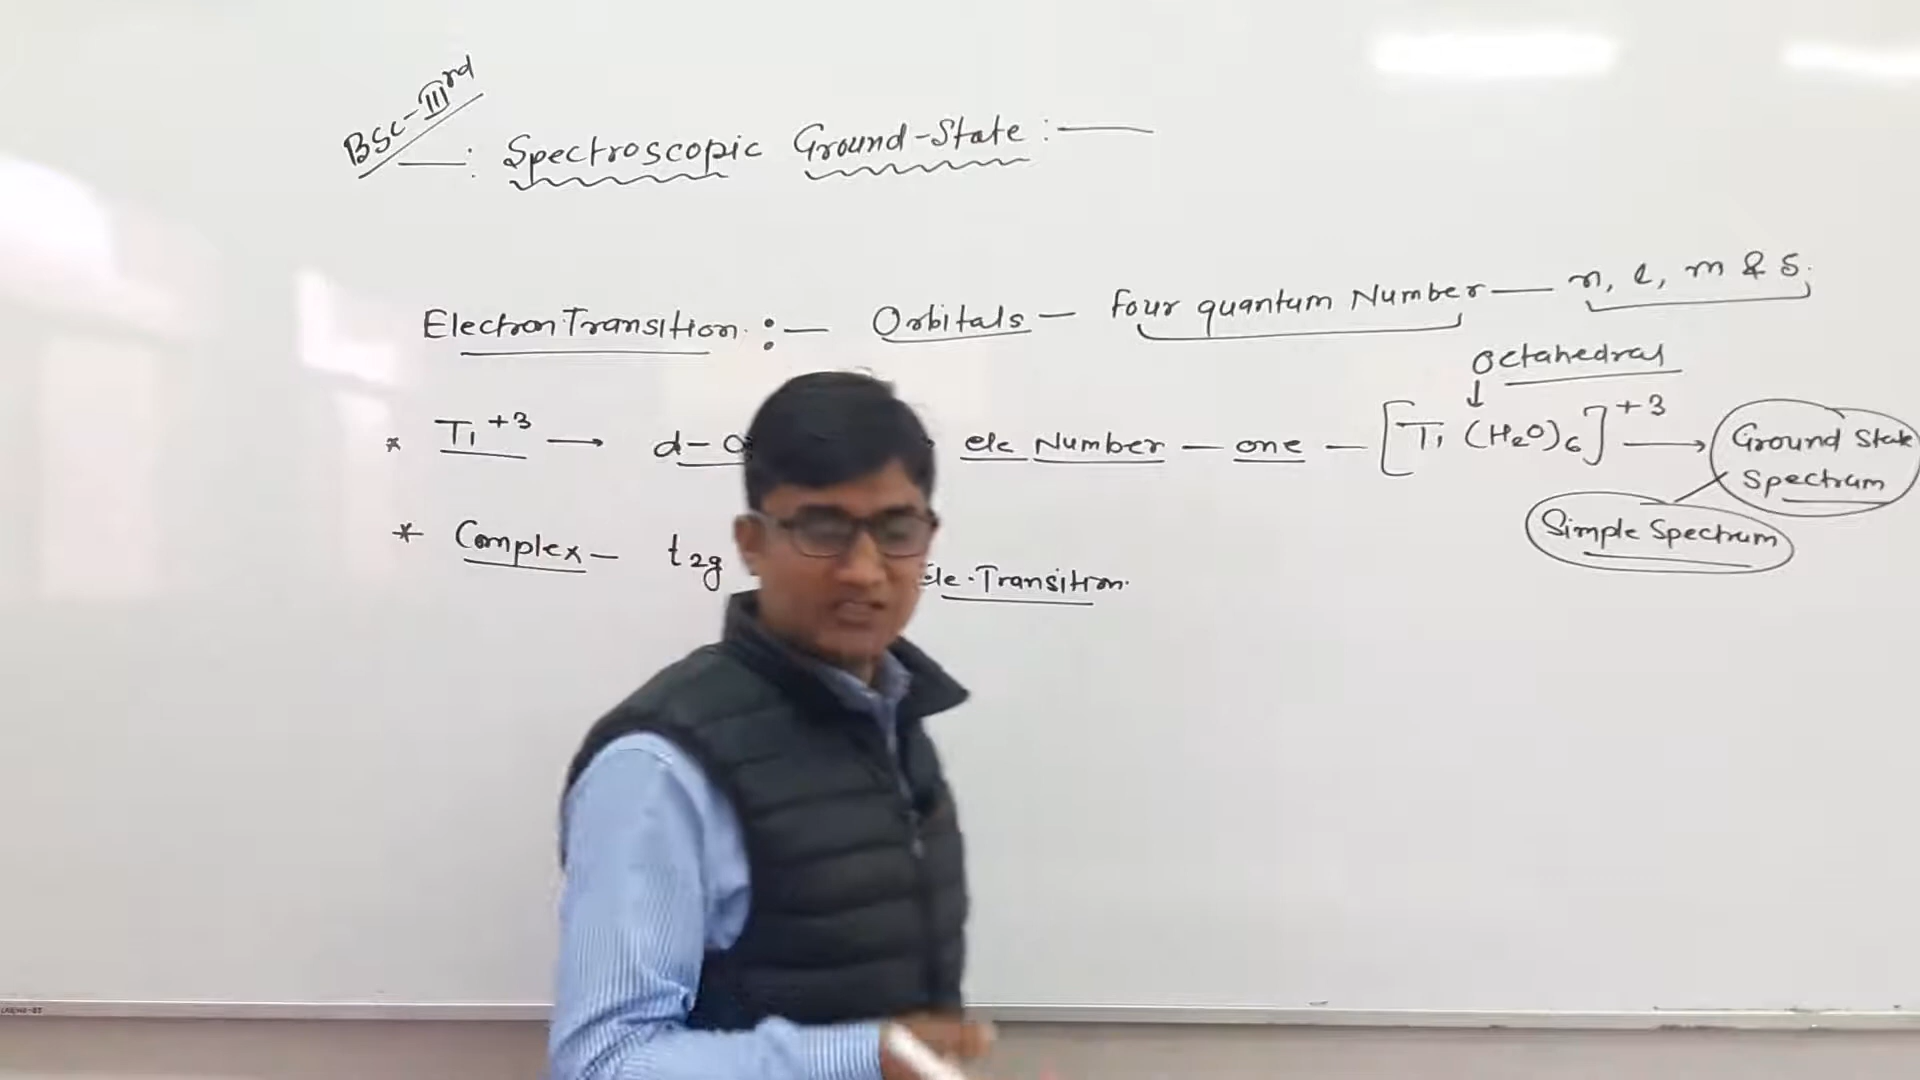 BSc-IIIrd
: Spectroscopic Ground-State :
Electron Transition :— Orbitals — Four quantum Number — n, l, m & s.
Octahedral
* Ti +3 → d- ele Number — one — [Ti (H2O)6]+3 → Ground State
Spectrum
Simple Spectrum
* Complex — t2g Ele. Transition.